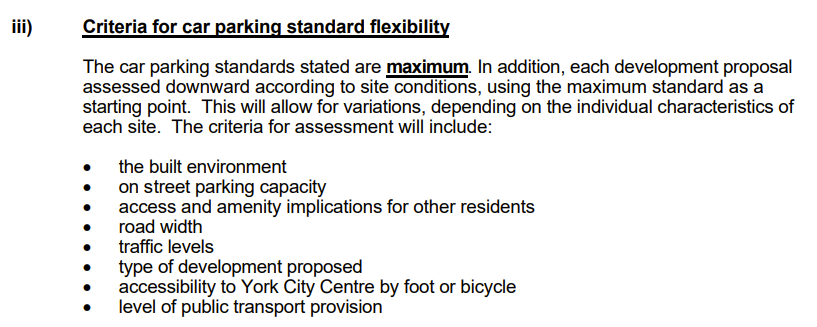 iii) Criteria for car parking standard flexibility
The car parking standards stated are maximum. In addition, each development proposal
assessed downward according to site conditions, using the maximum standard as a
starting point. This will allow for variations, depending on the individual characteristics of
each site. The criteria for assessment will include:
• the built environment
• on street parking capacity
• access and amenity implications for other residents
• road width
• traffic levels
• type of development proposed
• accessibility to York City Centre by foot or bicycle
• level of public transport provision